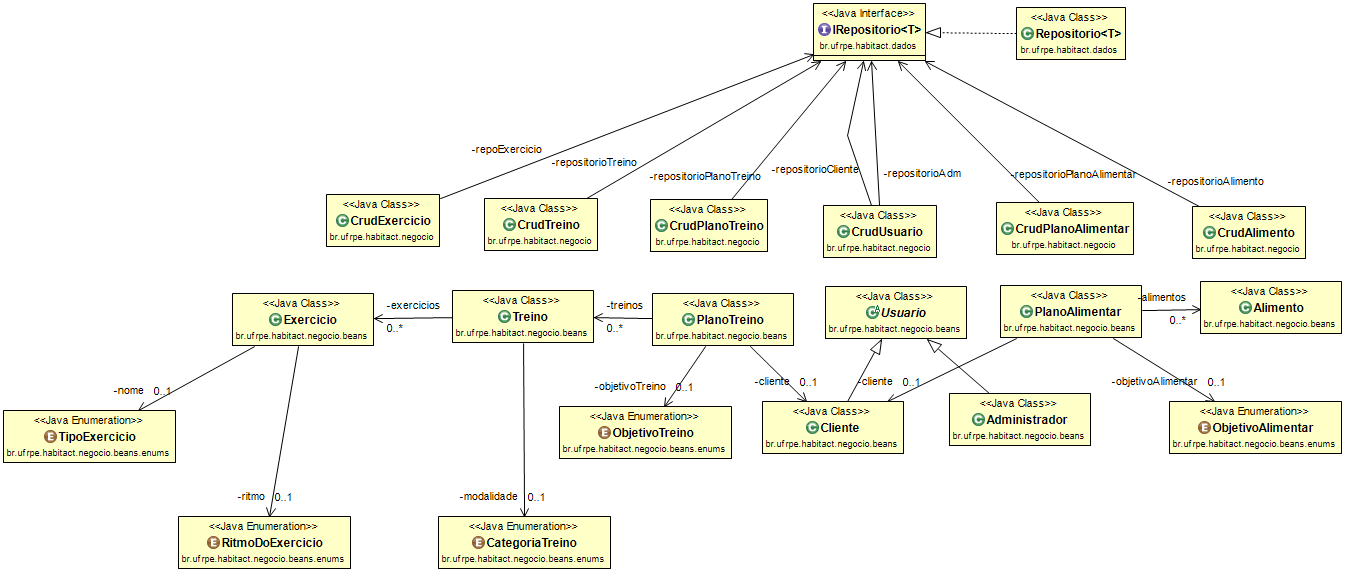 <<Java Interface>>
IRepositorio<T>
br.ufrpe.habitact.dados
<<Java Class>>
Repositorio<T>
br.ufrpe.habitact.dados
-repoExercicio
-repositorioTreino
-repositorioPlanoTreino
-repositorioCliente
-repositorioAdm
-repositorioPlanoAlimentar
-repositorioAlimento
<<Java Class>>
CrudExercicio
br.ufrpe.habitact.negocio
<<Java Class>>
CrudTreino
br.ufrpe.habitact.negocio
<<Java Class>>
CrudPlanoTreino
br.ufrpe.habitact.negocio
<<Java Class>>
CrudUsuario
br.ufrpe.habitact.negocio
<<Java Class>>
CrudPlanoAlimentar
br.ufrpe.habitact.negocio
<<Java Class>>
CrudAlimento
br.ufrpe.habitact.negocio
<<Java Class>>
Exercicio
br.ufrpe.habitact.negocio.beans
-exercicios
0..*
<<Java Class>>
Treino
br.ufrpe.habitact.negocio.beans
-treinos
0..*
<<Java Class>>
PlanoTreino
br.ufrpe.habitact.negocio.beans
<<Java Class>>
Usuario
br.ufrpe.habitact.negocio.beans
<<Java Class>>
PlanoAlimentar
br.ufrpe.habitact.negocio.beans
-alimentos
0..*
<<Java Class>>
Alimento
br.ufrpe.habitact.negocio.beans
-nome 0..1
-objetivoTreino 0..1
-cliente 0..1
-cliente 0..1
-objetivoAlimentar 0..1
<<Java Enumeration>>
TipoExercicio
br.ufrpe.habitact.negocio.beans.enums
<<Java Enumeration>>
ObjetivoTreino
br.ufrpe.habitact.negocio.beans.enums
<<Java Class>>
Cliente
br.ufrpe.habitact.negocio.beans
<<Java Class>>
Administrador
br.ufrpe.habitact.negocio.beans
<<Java Enumeration>>
ObjetivoAlimentar
br.ufrpe.habitact.negocio.beans.enums
-ritmo 0..1
-modalidade 0..1
<<Java Enumeration>>
RitmoDoExercicio
br.ufrpe.habitact.negocio.beans.enums
<<Java Enumeration>>
CategoriaTreino
br.ufrpe.habitact.negocio.beans.enums